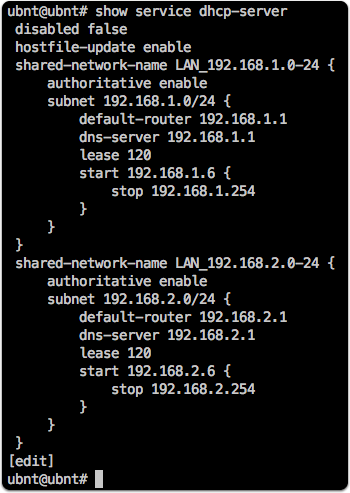 ubnt@ubnt# show service dhcp-server
 disabled false
 hostfile-update enable
 shared-network-name LAN_192.168.1.0-24 {
     authoritative enable
     subnet 192.168.1.0/24 {
         default-router 192.168.1.1
         dns-server 192.168.1.1
         lease 120
         start 192.168.1.6 {
             stop 192.168.1.254
         }
     }
 }
 shared-network-name LAN_192.168.2.0-24 {
     authoritative enable
     subnet 192.168.2.0/24 {
         default-router 192.168.2.1
         dns-server 192.168.2.1
         lease 120
         start 192.168.2.6 {
             stop 192.168.2.254
         }
     }
 }
[edit]
ubnt@ubnt#